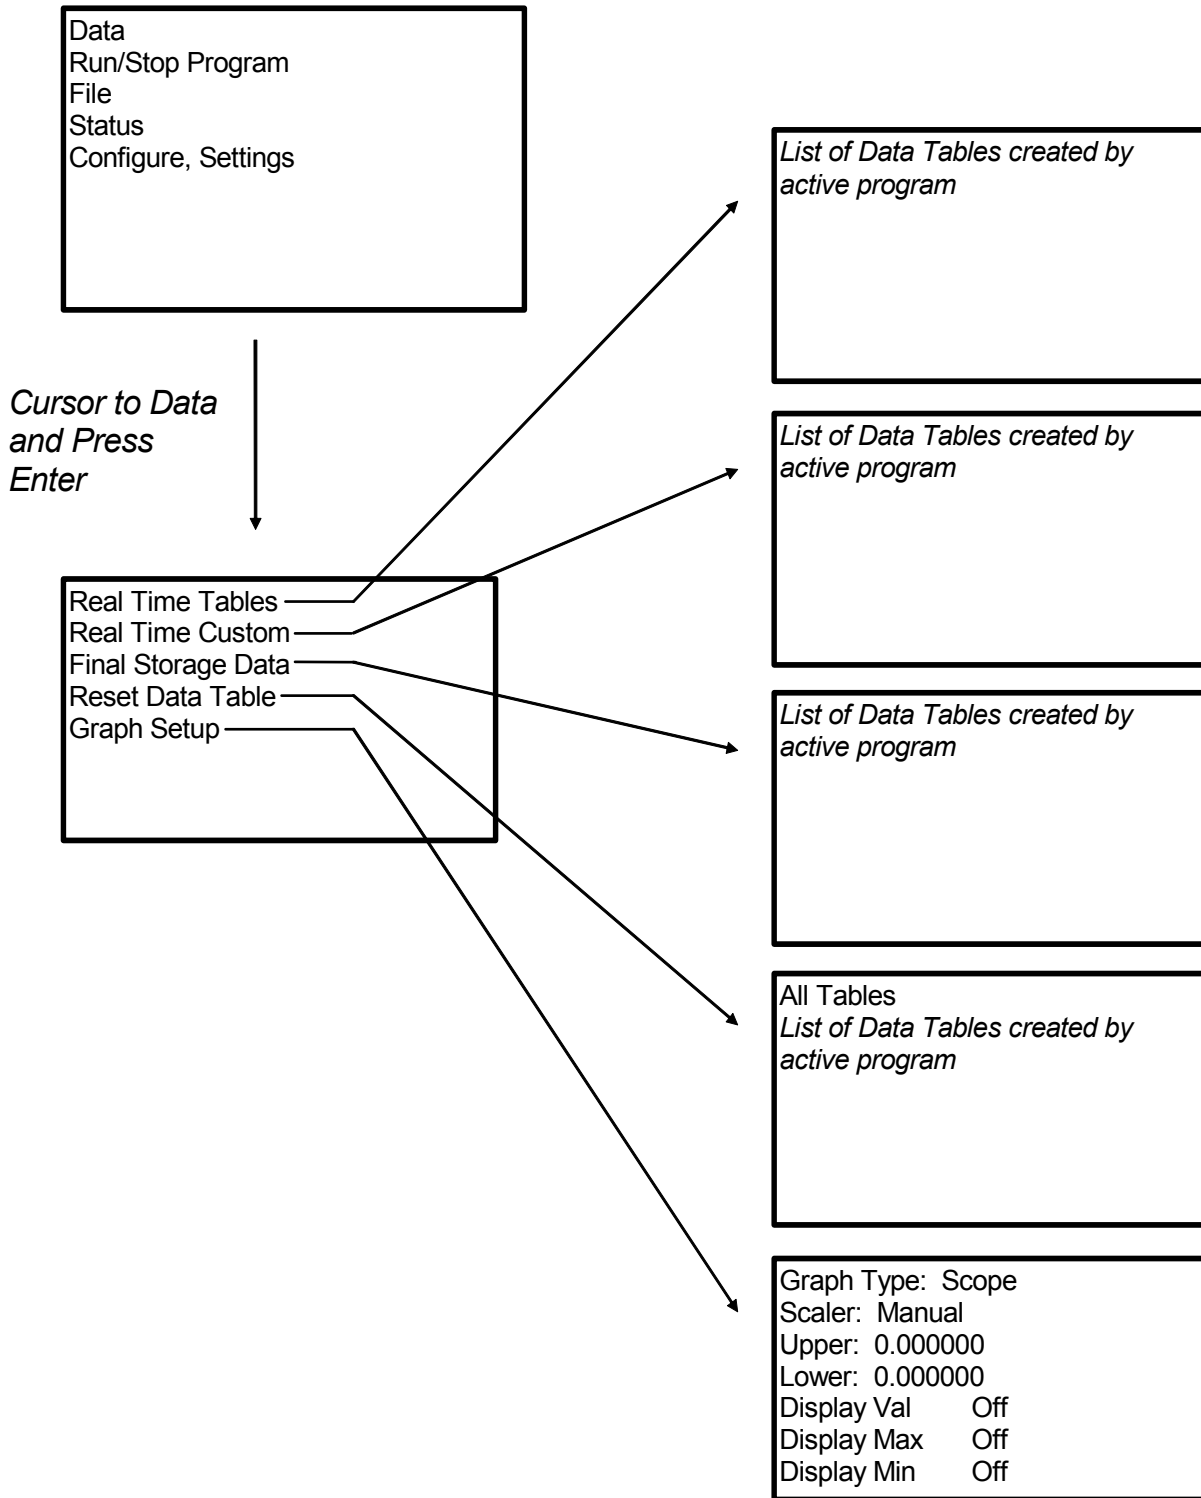 Data
Run/Stop Program
File
Status
Configure, Settings
Cursor to Data
and Press
Enter
Real Time Tables
Real Time Custom
Final Storage Data
Reset Data Table
Graph Setup
List of Data Tables created by
active program
List of Data Tables created by
active program
List of Data Tables created by
active program
All Tables
List of Data Tables created by
active program
Graph Type:  Scope
Scaler:  Manual
Upper:  0.000000
Lower:  0.000000
Display Val Off
Display Max Off
Display Min Off